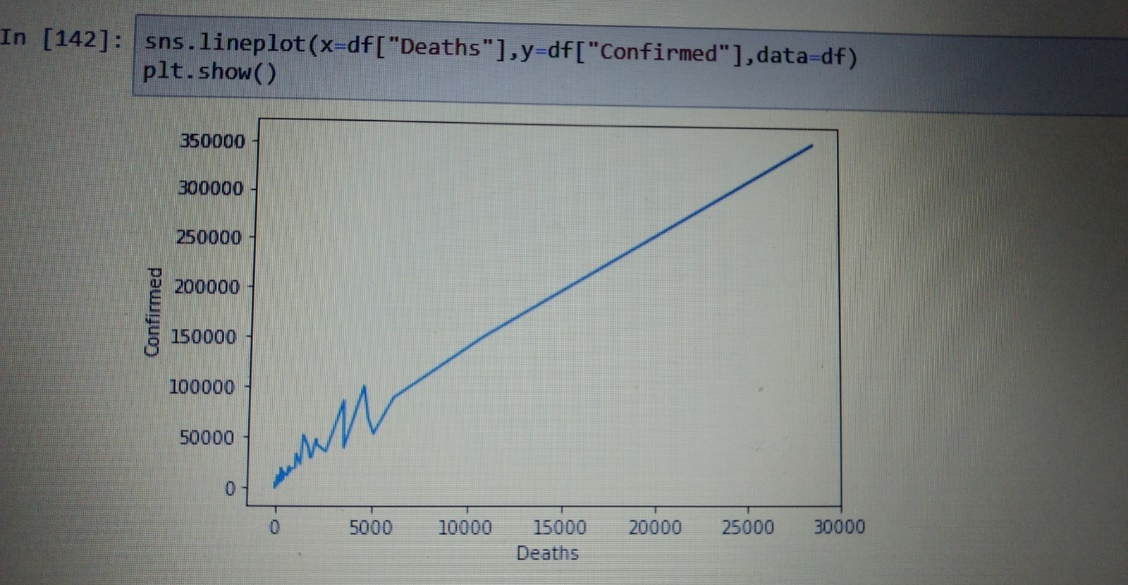 In [142]: sns.lineplot(x=df["Deaths"],y=df["Confirmed"],data=df)
plt.show()
350000
300000
250000
200000
150000
100000
50000
0
Confirmed
0 5000 10000 15000 20000 25000 30000
Deaths